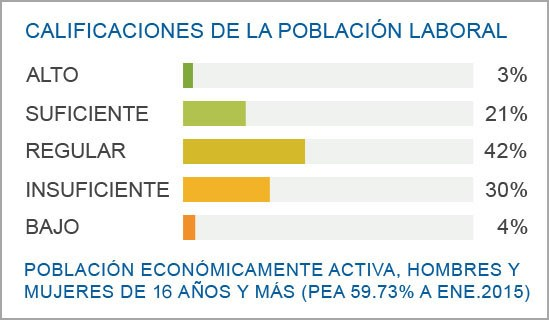 CALIFICACIONES DE LA POBLACIÓN LABORAL
ALTO 3%
SUFICIENTE 21%
REGULAR 42%
INSUFICIENTE 30%
BAJO 4%
POBLACIÓN ECONÓMICAMENTE ACTIVA, HOMBRES Y
MUJERES DE 16 AÑOS Y MÁS (PEA 59.73% A ENE.2015)